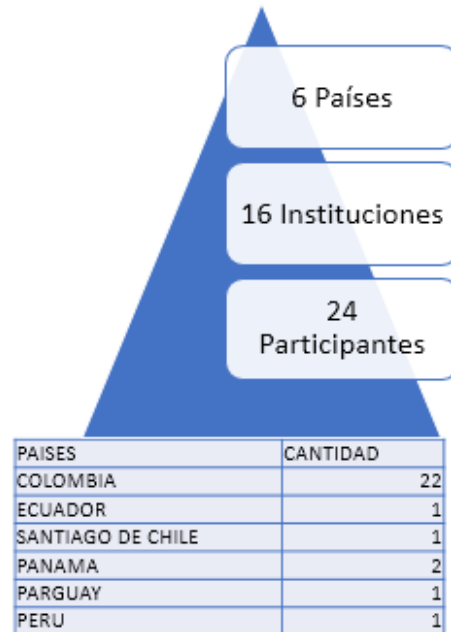 6 Países
16 Instituciones
24
Participantes
PAISES CANTIDAD
COLOMBIA 22
ECUADOR 1
SANTIAGO DE CHILE 1
PANAMA 2
PARGUAY 1
PERU 1